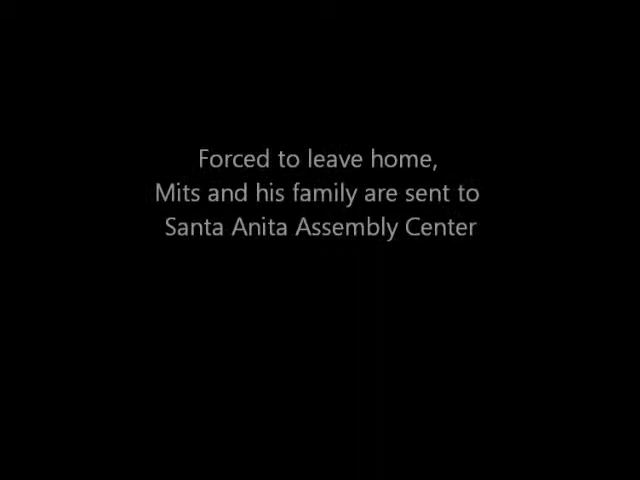 Forced to leave home,
Mits and his family are sent to
Santa Anita Assembly Center